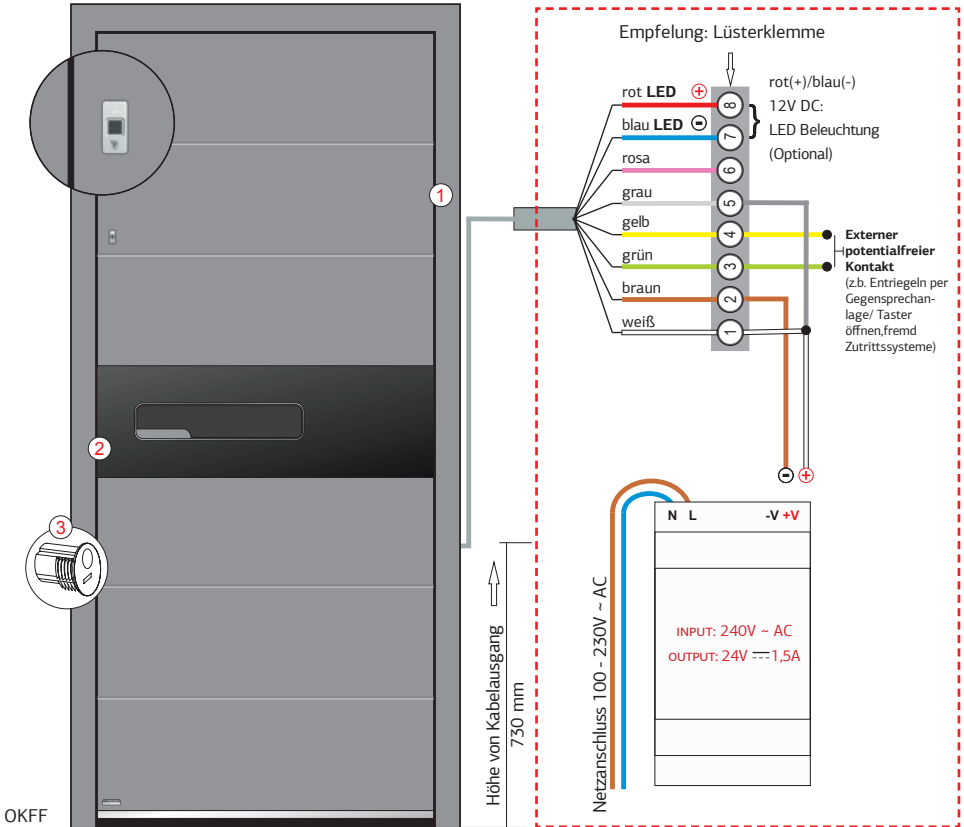 Empfelung: Lüsterklemme
rot LED +
blau LED -
rosa
grau
gelb
grün
braun
weiß
8
7
6
5
4
3
2
1
rot(+)/blau(-)
12V DC:
LED Beleuchtung
(Optional)
Externer
potentialfreier
Kontakt
(z.b. Entriegeln per
Gegensprechan-
lage/ Taster
öffnen,fremd
Zutrittssysteme)
1
2
3
- +
N L -V +V
INPUT: 240V ~ AC
OUTPUT: 24V ⎓1,5A
Netzanschluss 100 - 230V ~ AC
Höhe von Kabelausgang
730 mm
OKFF